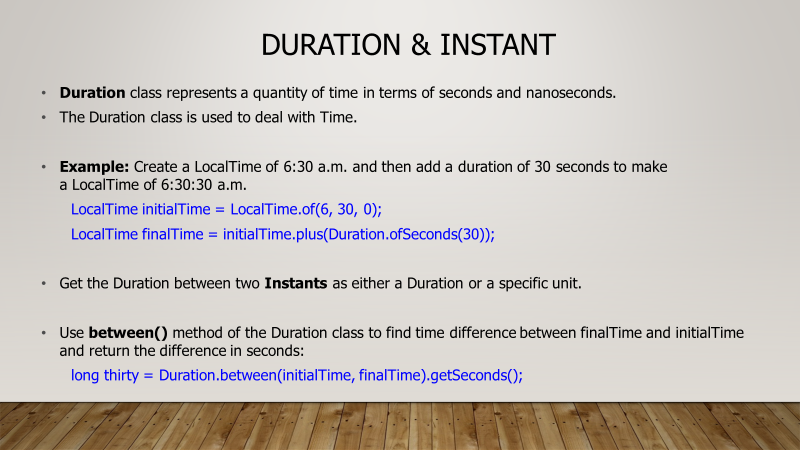 DURATION & INSTANT
• Duration class represents a quantity of time in terms of seconds and nanoseconds.
• The Duration class is used to deal with Time.
• Example: Create a LocalTime of 6:30 a.m. and then add a duration of 30 seconds to make
a LocalTime of 6:30:30 a.m.
LocalTime initialTime = LocalTime.of(6, 30, 0);
LocalTime finalTime = initialTime.plus(Duration.ofSeconds(30));
• Get the Duration between two Instants as either a Duration or a specific unit.
• Use between() method of the Duration class to find time difference between finalTime and initialTime
and return the difference in seconds:
long thirty = Duration.between(initialTime, finalTime).getSeconds();